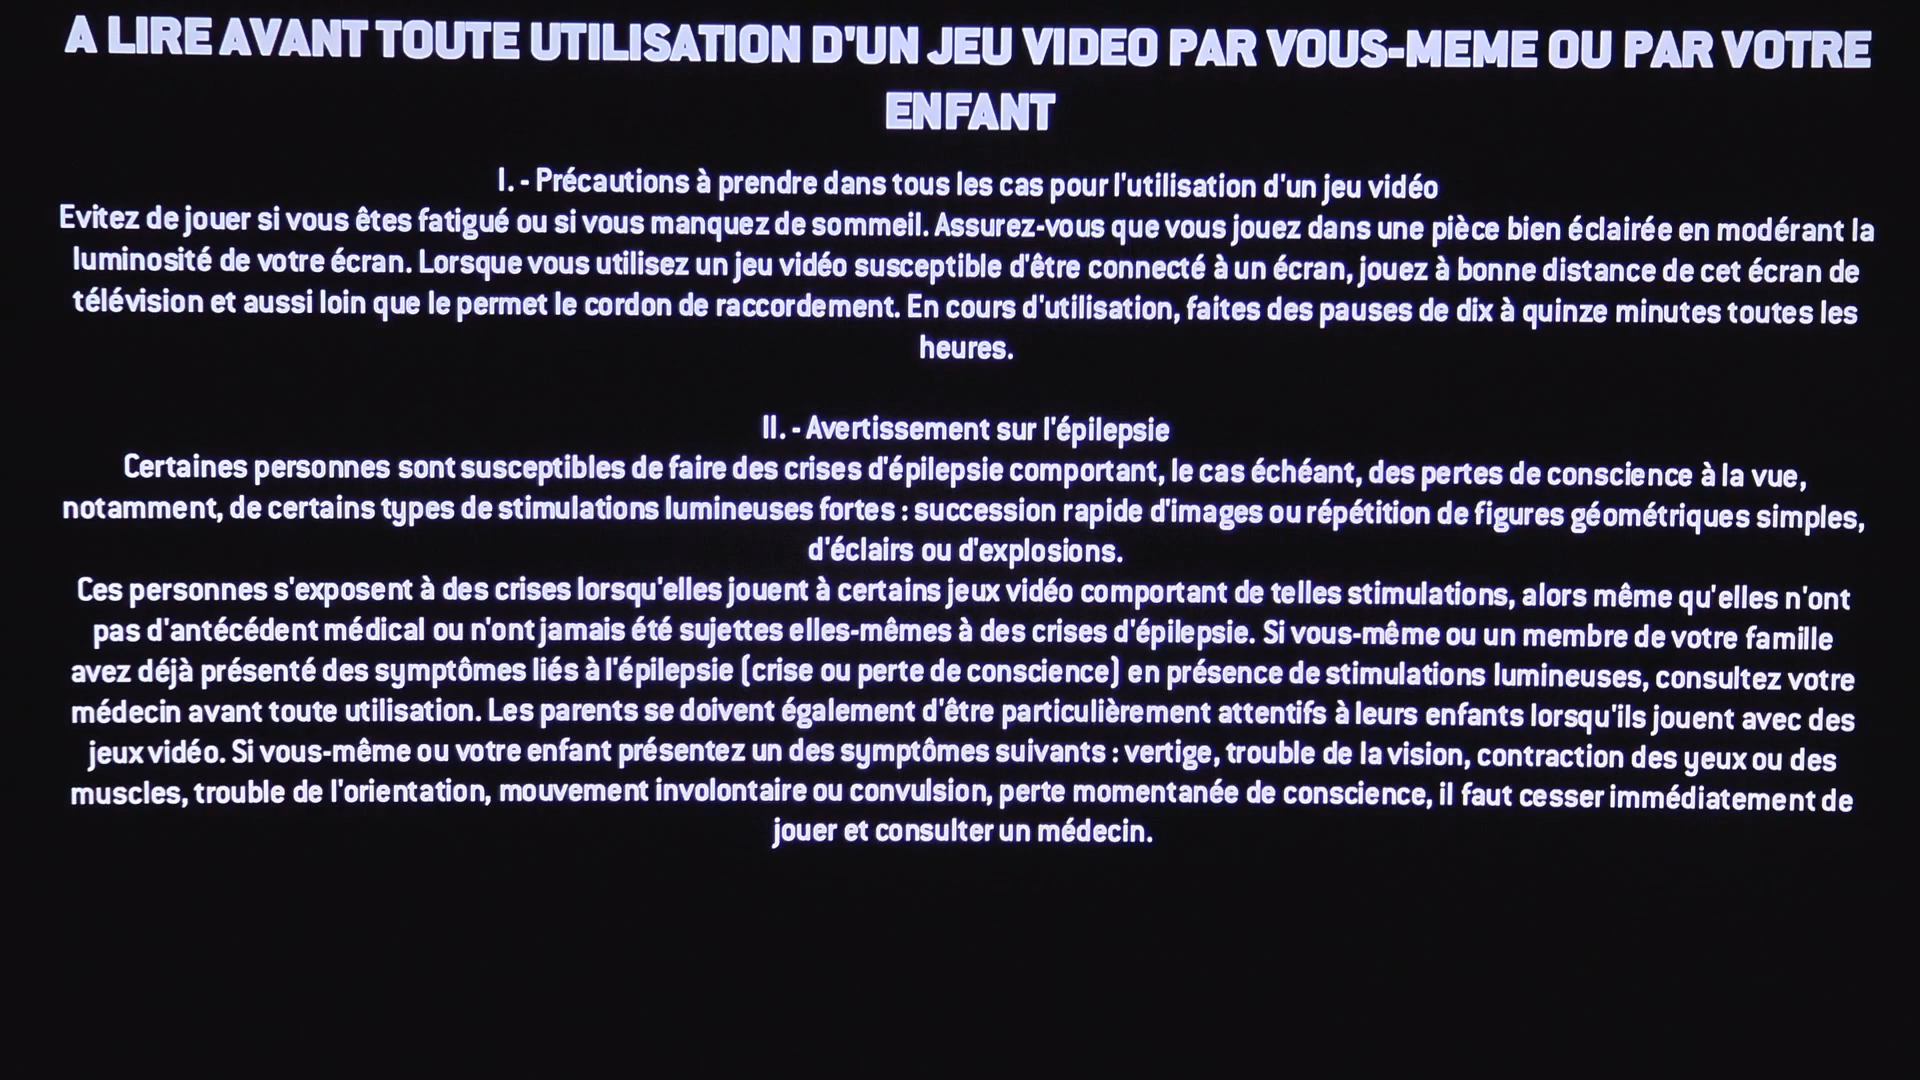 A LIRE AVANT TOUTE UTILISATION D'UN JEU VIDEO PAR VOUS-MEME OU PAR VOTRE
ENFANT
I. - Précautions à prendre dans tous les cas pour l'utilisation d'un jeu vidéo
Evitez de jouer si vous êtes fatigué ou si vous manquez de sommeil. Assurez-vous que vous jouez dans une pièce bien éclairée en modérant la
luminosité de votre écran. Lorsque vous utilisez un jeu vidéo susceptible d'être connecté à un écran, jouez à bonne distance de cet écran de
télévision et aussi loin que le permet le cordon de raccordement. En cours d'utilisation, faites des pauses de dix à quinze minutes toutes les
heures.
II. - Avertissement sur l'épilepsie
Certaines personnes sont susceptibles de faire des crises d'épilepsie comportant, le cas échéant, des pertes de conscience à la vue,
notamment, de certains types de stimulations lumineuses fortes : succession rapide d'images ou répétition de figures géométriques simples,
d'éclairs ou d'explosions.
Ces personnes s'exposent à des crises lorsqu'elles jouent à certains jeux vidéo comportant de telles stimulations, alors même qu'elles n'ont
pas d'antécédent médical ou n'ont jamais été sujettes elles-mêmes à des crises d'épilepsie. Si vous-même ou un membre de votre famille
avez déjà présenté des symptômes liés à l'épilepsie (crise ou perte de conscience) en présence de stimulations lumineuses, consultez votre
médecin avant toute utilisation. Les parents se doivent également d'être particulièrement attentifs à leurs enfants lorsqu'ils jouent avec des
jeux vidéo. Si vous-même ou votre enfant présentez un des symptômes suivants : vertige, trouble de la vision, contraction des yeux ou des
muscles, trouble de l'orientation, mouvement involontaire ou convulsion, perte momentanée de conscience, il faut cesser immédiatement de
jouer et consulter un médecin.